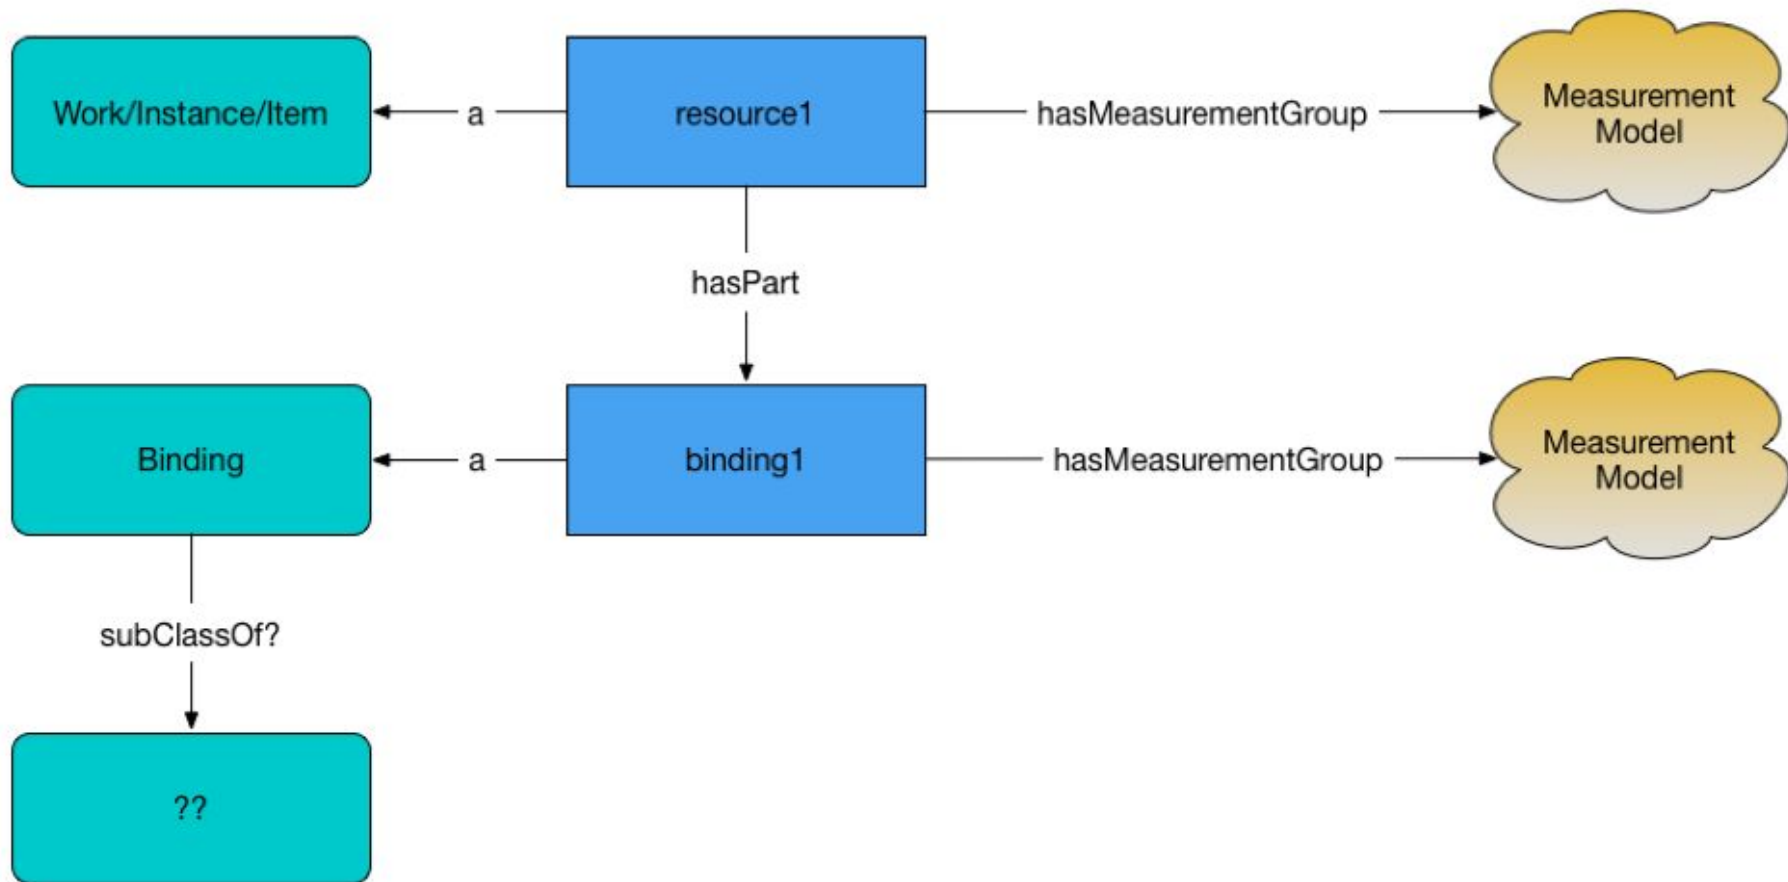 Work/Instance/Item
a
resource1
hasMeasurementGroup
Measurement
Model
hasPart
Binding
a
binding1
hasMeasurementGroup
Measurement
Model
subClassOf?
??